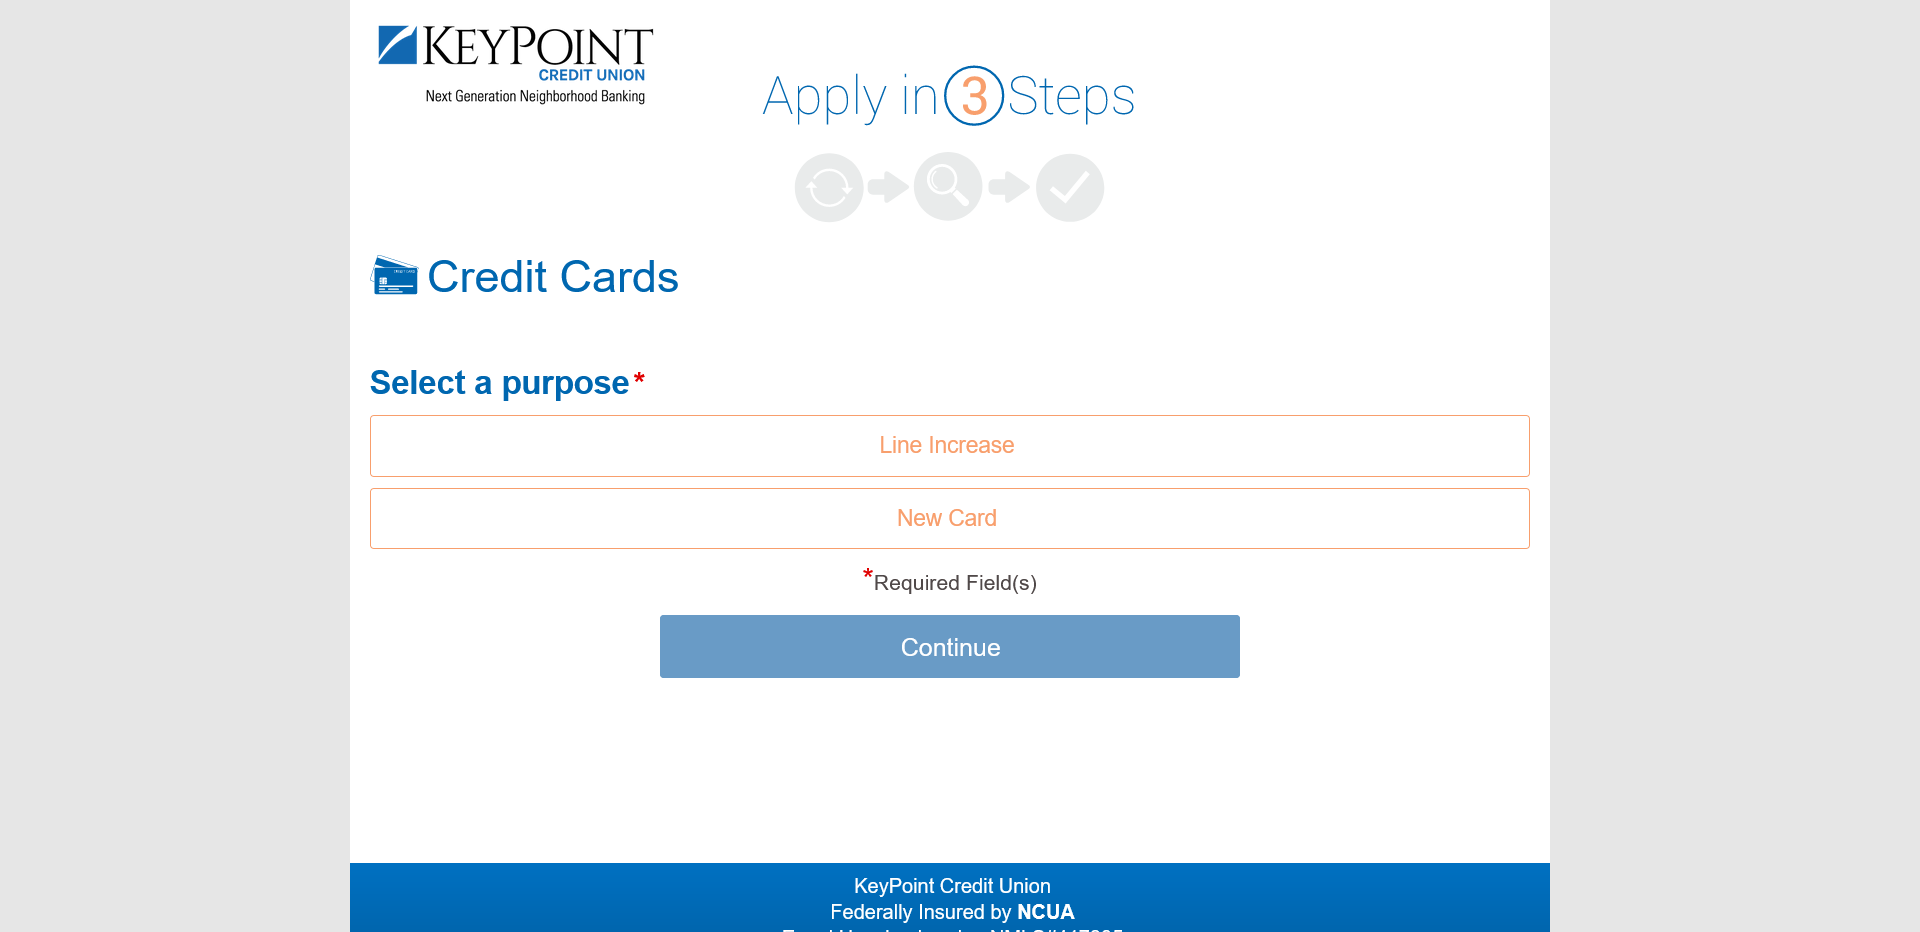 KEYPOINT
CREDIT UNION
Next Generation Neighborhood Banking
Apply in 3 Steps
Credit Cards
Select a purpose*
Line Increase
New Card
*Required Field(s)
Continue
KeyPoint Credit Union
Federally Insured by NCUA